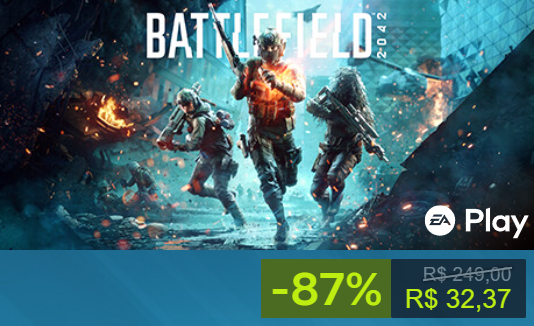 BATTLEFIELD 2042
EA Play
-87%
R$ 249,00
R$ 32,37